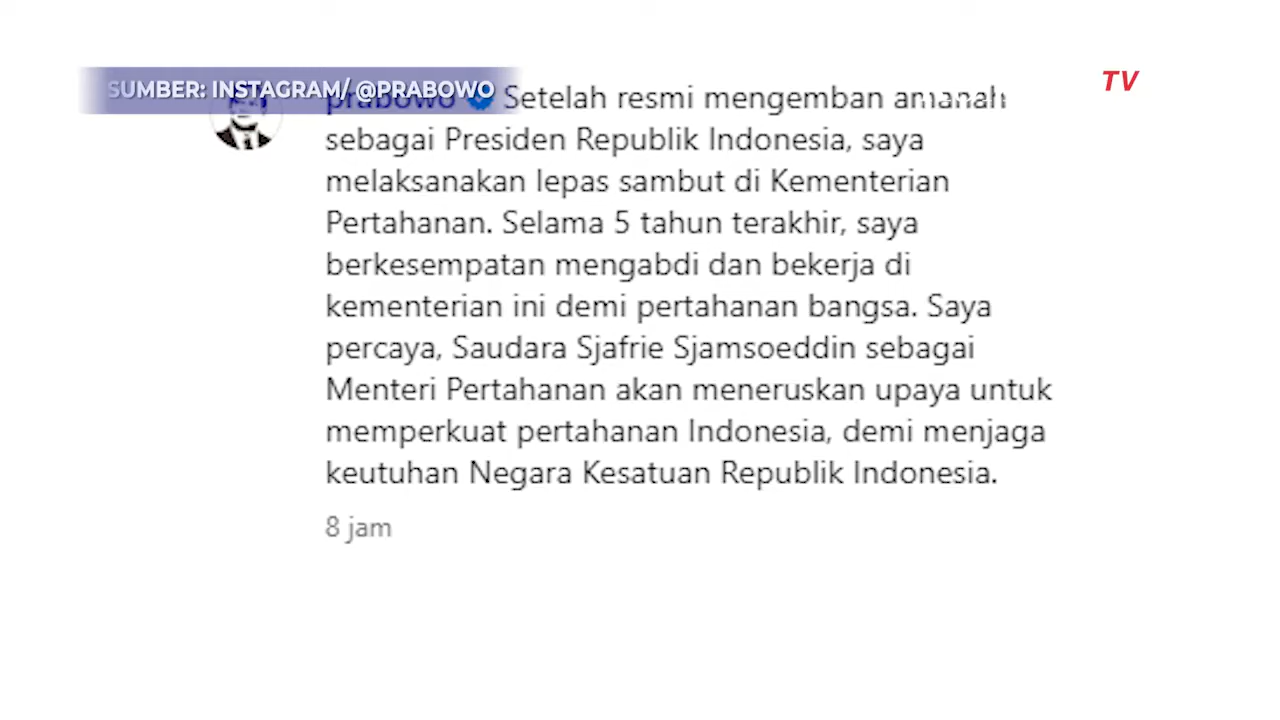 SUMBER: INSTAGRAM/ @PRABOWO
TV
prabowo Setelah resmi mengemban amanah
sebagai Presiden Republik Indonesia, saya
melaksanakan lepas sambut di Kementerian
Pertahanan. Selama 5 tahun terakhir, saya
berkesempatan mengabdi dan bekerja di
kementerian ini demi pertahanan bangsa. Saya
percaya, Saudara Sjafrie Sjamsoeddin sebagai
Menteri Pertahanan akan meneruskan upaya untuk
memperkuat pertahanan Indonesia, demi menjaga
keutuhan Negara Kesatuan Republik Indonesia.
8 jam